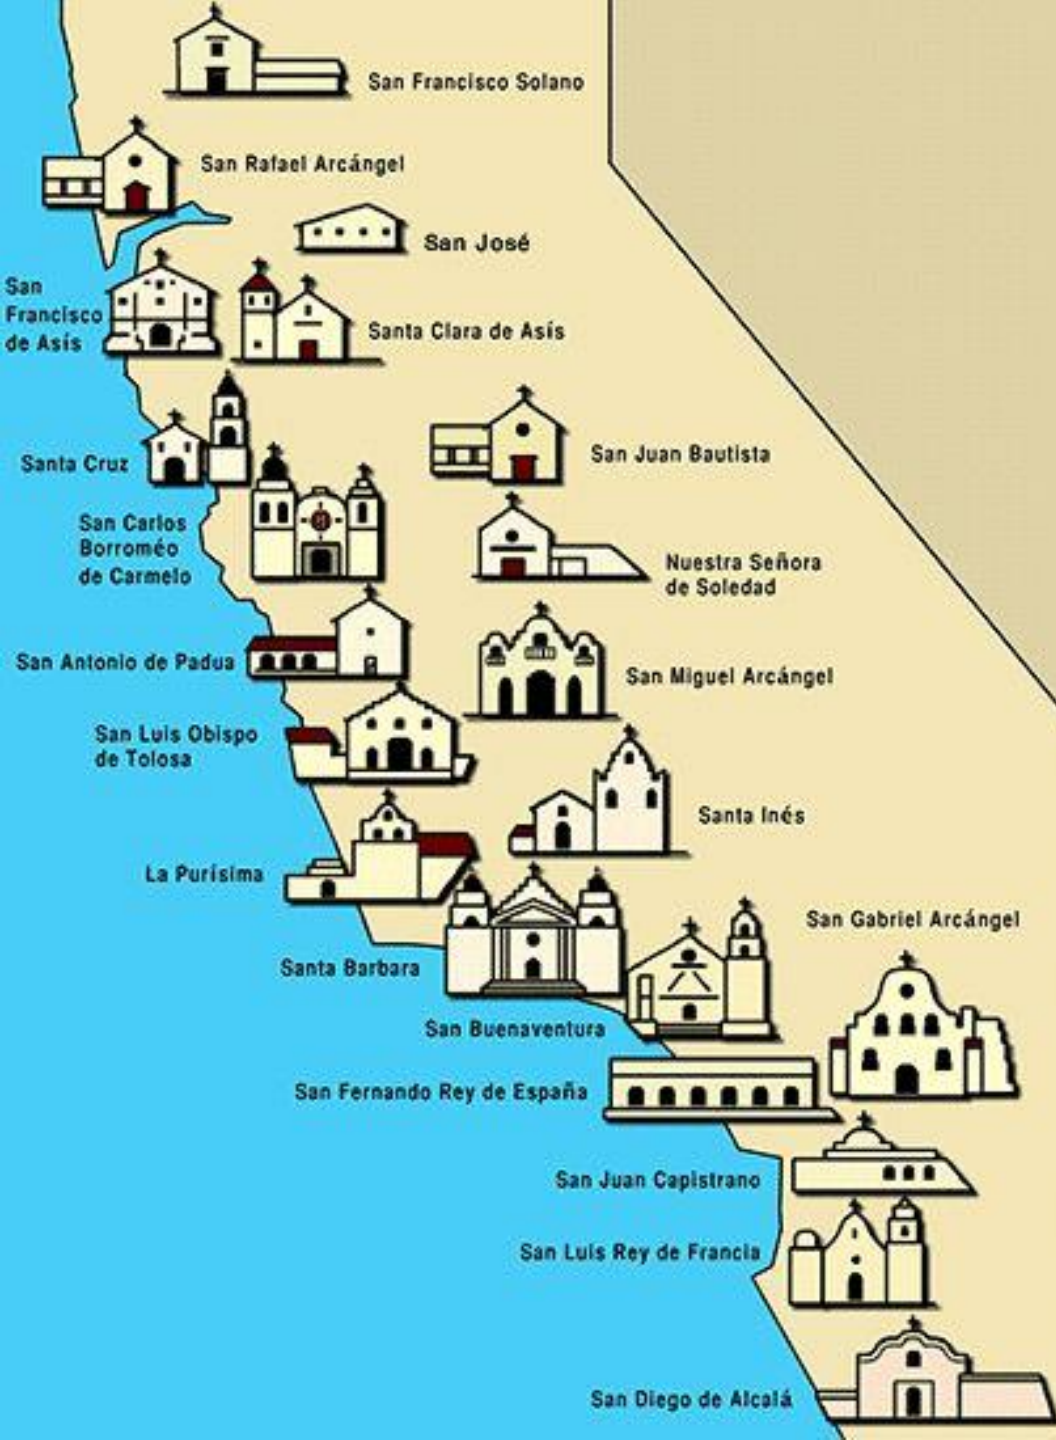 San Francisco Solano
San Rafael Arcángel
San José
San
Francisco
de Asís
Santa Clara de Asís
Santa Cruz
San Juan Bautista
San Carlos
Borroméo
de Carmelo
Nuestra Señora
de Soledad
San Antonio de Padua
San Miguel Arcángel
San Luis Obispo
de Tolosa
Santa Inés
La Purísima
San Gabriel Arcángel
Santa Barbara
San Buenaventura
San Fernando Rey de España
San Juan Capistrano
San Luis Rey de Francia
San Diego de Alcalá